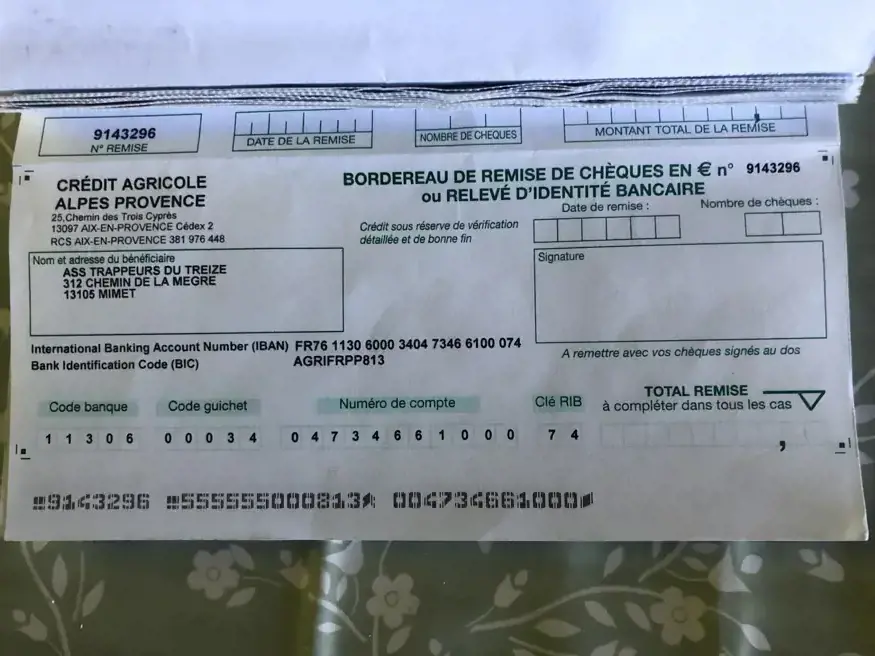 9143296
N° REMISE
DATE DE LA REMISE
NOMBRE DE CHEQUES
MONTANT TOTAL DE LA REMISE
CRÉDIT AGRICOLE
ALPES PROVENCE
25,Chemin des Trois Cyprès
13097 AIX-EN-PROVENCE Cédex 2
RCS AIX-EN-PROVENCE 381 976 448
BORDEREAU DE REMISE DE CHÈQUES EN € n° 9143296
ou RELEVÉ D'IDENTITÉ BANCAIRE
Crédit sous réserve de vérification
détaillée et de bonne fin
Date de remise :
Nombre de chèques :
Nom et adresse du bénéficiaire
ASS TRAPPEURS DU TREIZE
312 CHEMIN DE LA MEGRE
13105 MIMET
Signature
International Banking Account Number (IBAN) FR76 1130 6000 3404 7346 6100 074
Bank Identification Code (BIC) AGRIFRPP813
A remettre avec vos chèques signés au dos
Code banque Code guichet Numéro de compte Clé RIB
TOTAL REMISE
à compléter dans tous les cas
1 1 3 0 6 0 0 0 3 4 0 4 7 3 4 6 6 1 0 0 0 7 4 ,
9143296 555555000813 004734661000